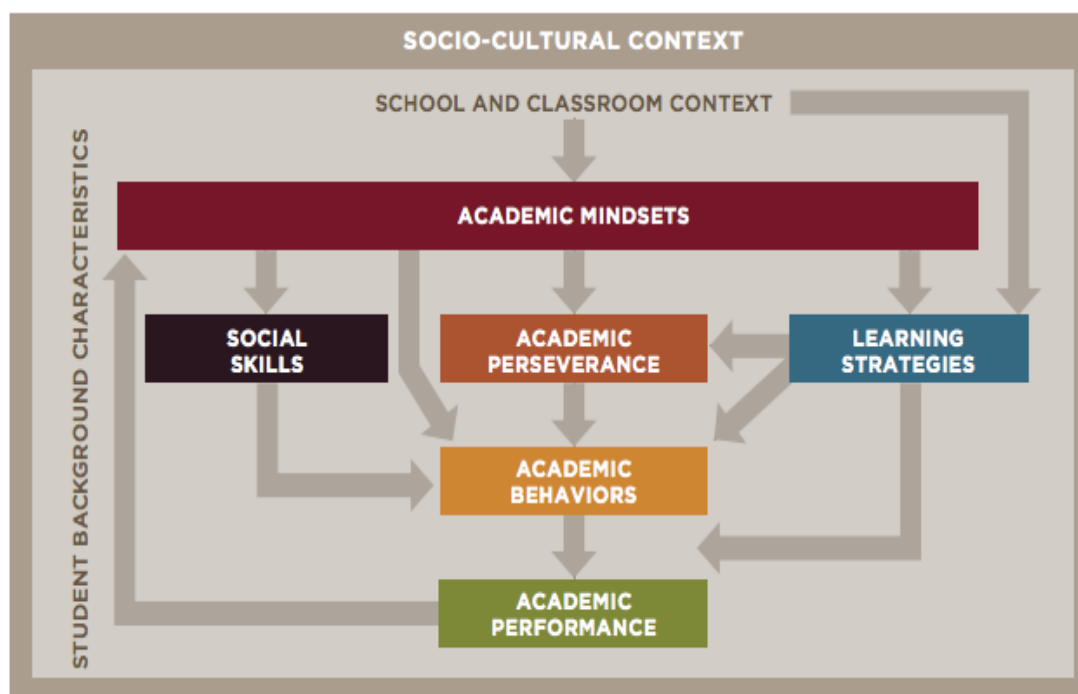 SOCIO-CULTURAL CONTEXT
SCHOOL AND CLASSROOM CONTEXT
STUDENT BACKGROUND CHARACTERISTICS
ACADEMIC MINDSETS
SOCIAL
SKILLS
ACADEMIC
PERSEVERANCE
LEARNING
STRATEGIES
ACADEMIC
BEHAVIORS
ACADEMIC
PERFORMANCE